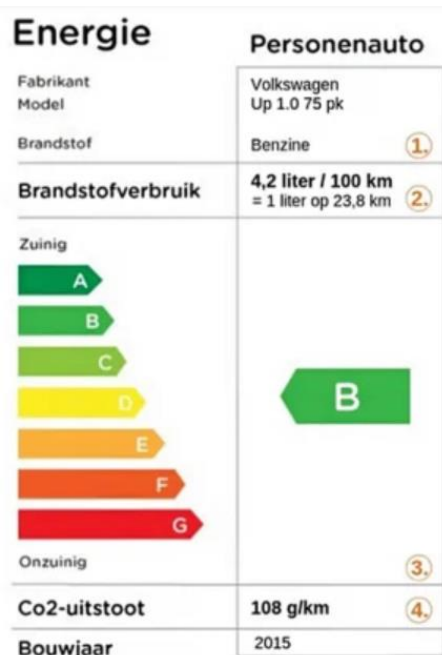 Energie Personenauto
Fabrikant Volkswagen
Model Up 1.0 75 pk
Brandstof Benzine 1.
Brandstofverbruik 4,2 liter / 100 km
= 1 liter op 23,8 km 2.
Zuinig
A
B
C
D
B
E
F
G
Onzuinig 3.
Co2-uitstoot 108 g/km 4.
Bouwjaar 2015